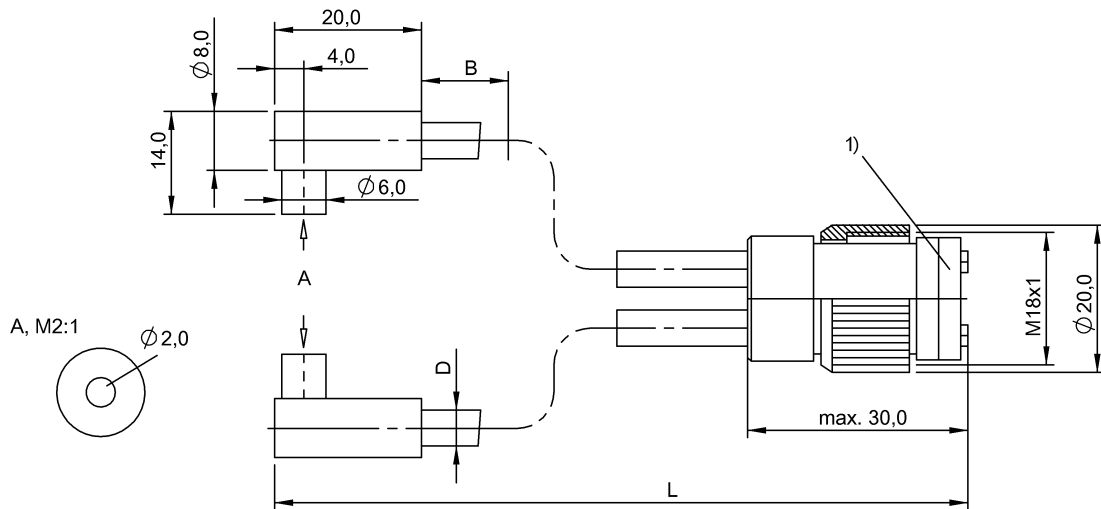 20,0
4,0
B
Ø 8,0
14,0
Ø 6,0
1)
A
A, M2:1
Ø 2,0
D
M18x1
Ø 20,0
max. 30,0
L